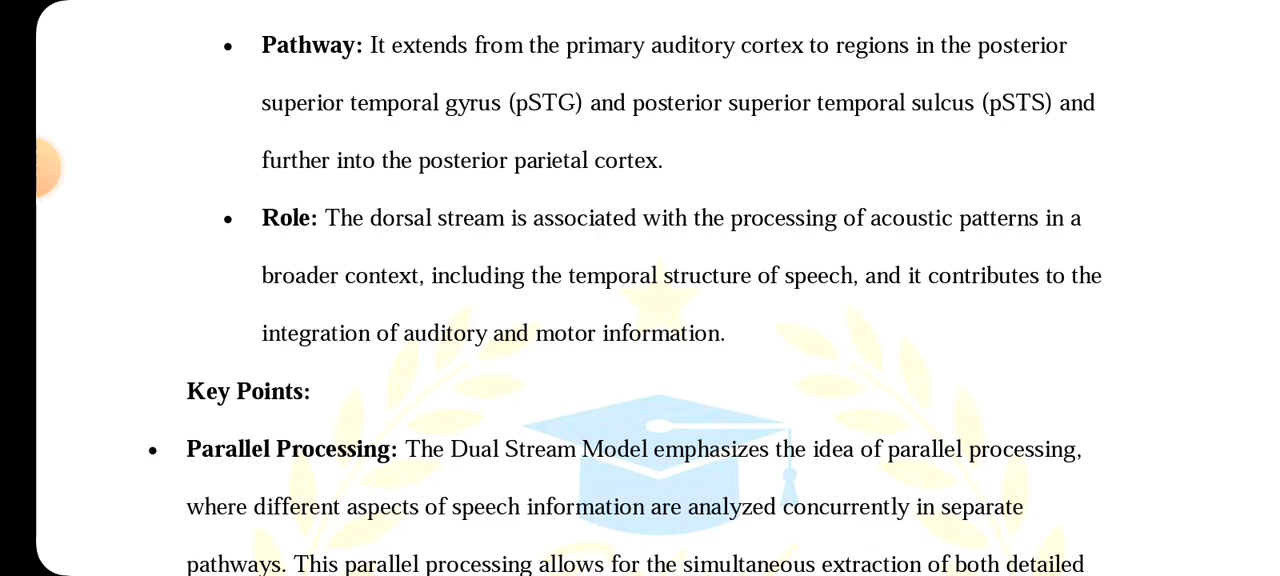 • Pathway: It extends from the primary auditory cortex to regions in the posterior
superior temporal gyrus (pSTG) and posterior superior temporal sulcus (pSTS) and
further into the posterior parietal cortex.
• Role: The dorsal stream is associated with the processing of acoustic patterns in a
broader context, including the temporal structure of speech, and it contributes to the
integration of auditory and motor information.
Key Points:
• Parallel Processing: The Dual Stream Model emphasizes the idea of parallel processing,
where different aspects of speech information are analyzed concurrently in separate
pathways. This parallel processing allows for the simultaneous extraction of both detailed